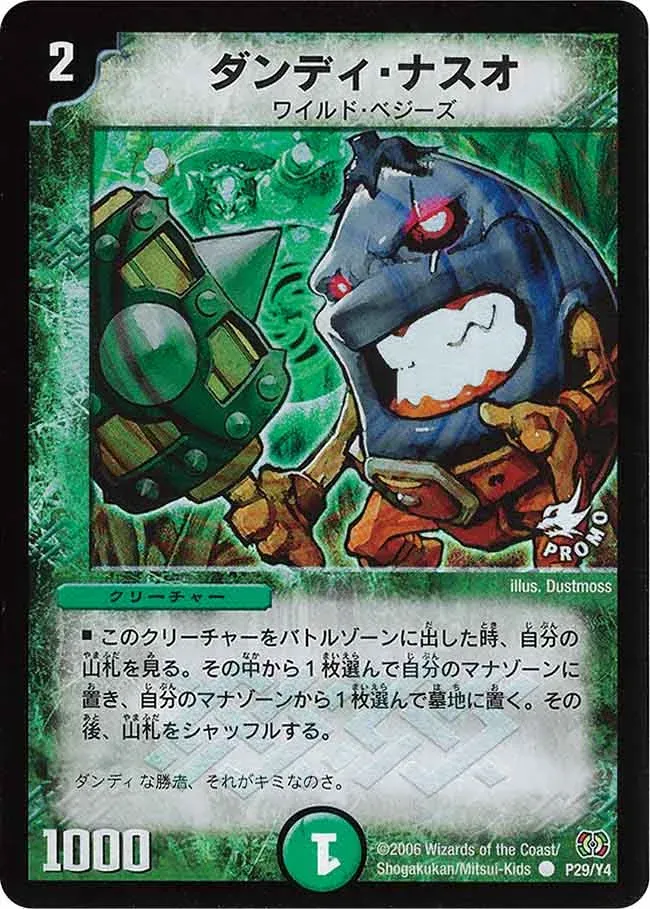 2
ダンディ・ナスオ
ワイルド・ベジーズ
PROMO
illus. Dustmoss
クリーチャー
■ このクリーチャーをバトルゾーンに出した時、自分の
山札を見る。その中から1枚選んで自分のマナゾーンに
置き、自分のマナゾーンから1枚選んで墓地に置く。その
後、山札をシャッフルする。
ダンディな勝者、それがキミなのさ。
1000
1
©2006 Wizards of the Coast/
Shogakukan/Mitsui-Kids
P29/Y4